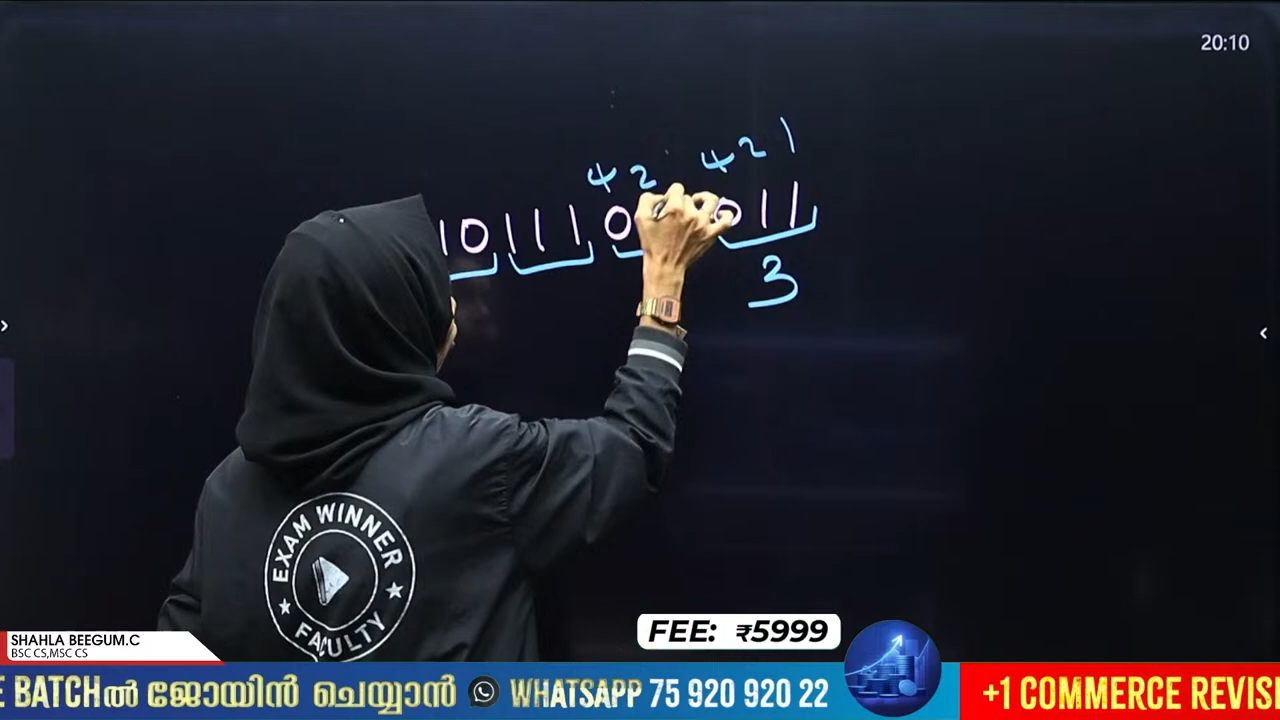 20:10
4 2 4 2 1
10 111 0 011
3
EXAM WINNER
FACULTY
FEE: ₹5999
SHAHLA BEEGUM.C
BSC CS,MSC CS
E BATCHൽ ജോയിൻ ചെയ്യാൻ WHATSAPP 75 920 920 22 +1 COMMERCE REVIS